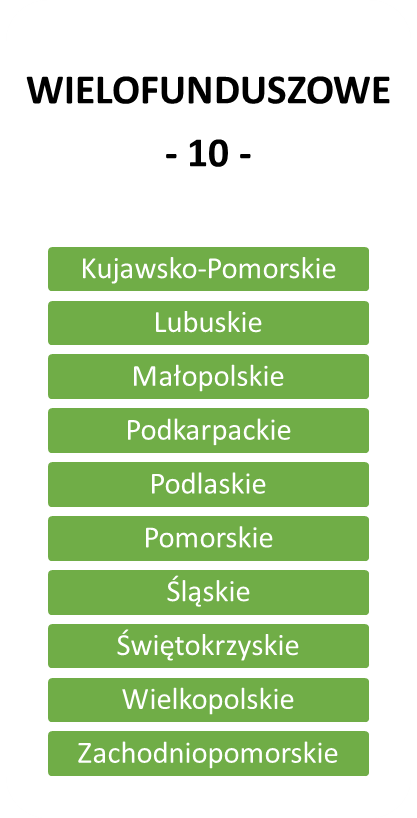 WIELOFUNDUSZOWE
- 10 -
Kujawsko-Pomorskie
Lubuskie
Małopolskie
Podkarpackie
Podlaskie
Pomorskie
Śląskie
Świętokrzyskie
Wielkopolskie
Zachodniopomorskie